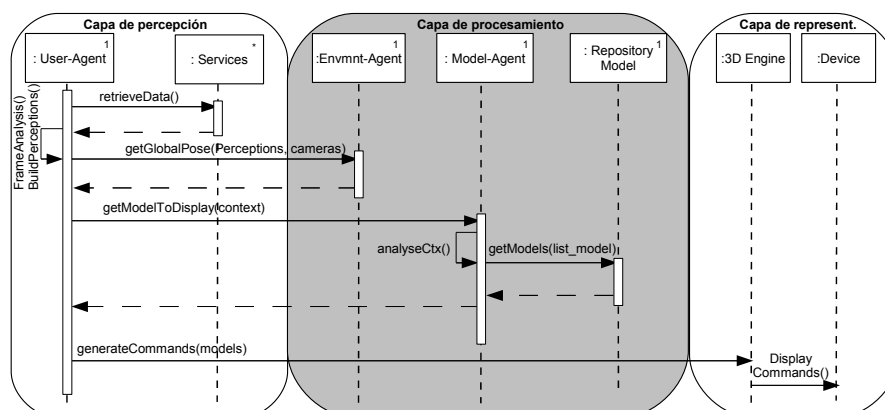 Capa de percepción
Capa de procesamiento
Capa de represent.
1
: User-Agent
*
: Services
1
:Envmnt-Agent
1
: Model-Agent
1
: Repository
Model
:3D Engine
:Device
retrieveData()
FrameAnalysis()
BuildPerceptions()
getGlobalPose(Perceptions, cameras)
getModelToDisplay(context)
analyseCtx()
getModels(list_model)
generateCommands(models)
Display
Commands()